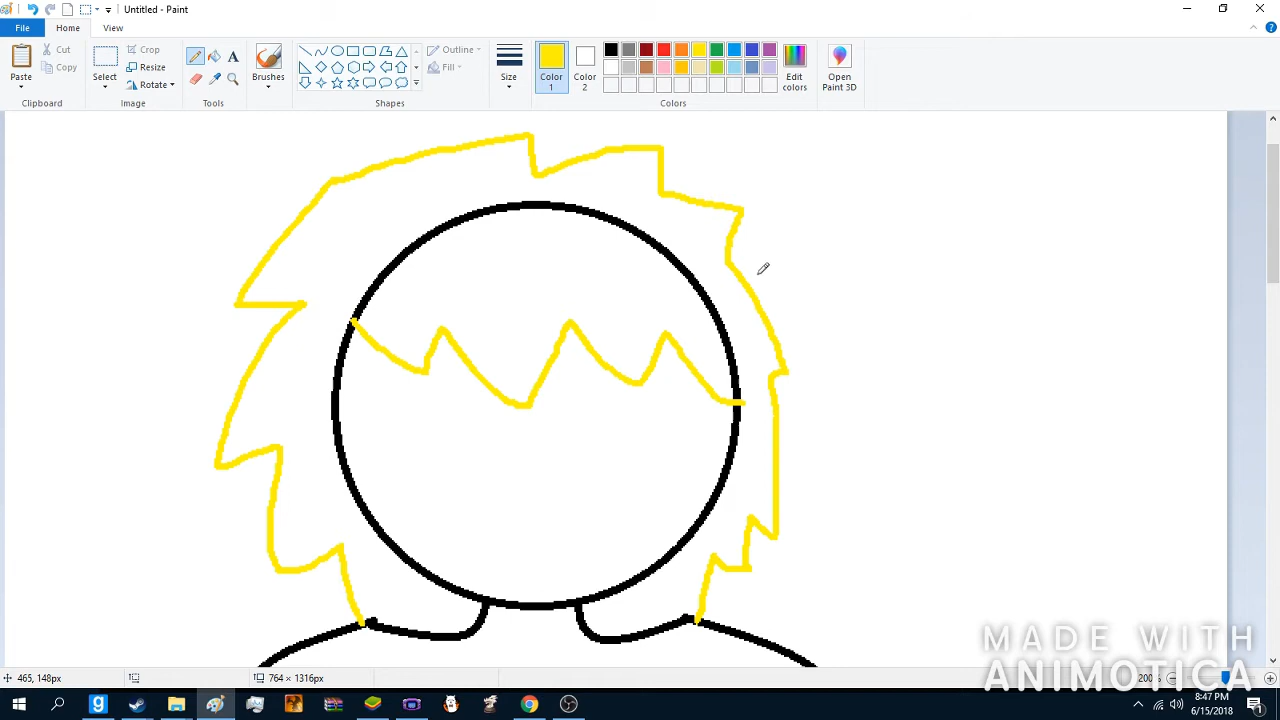 Untitled - Paint
File Home View
Paste Cut Copy
Clipboard
Select Crop Resize Rotate
Image
Tools
Brushes
Shapes
Outline
Fill
Size
Color 1
Color 2
Edit colors
Colors
Open Paint 3D
MADE WITH
ANIMOTICA
465, 148px
764 × 1316px
200%
8:47 PM
6/15/2018